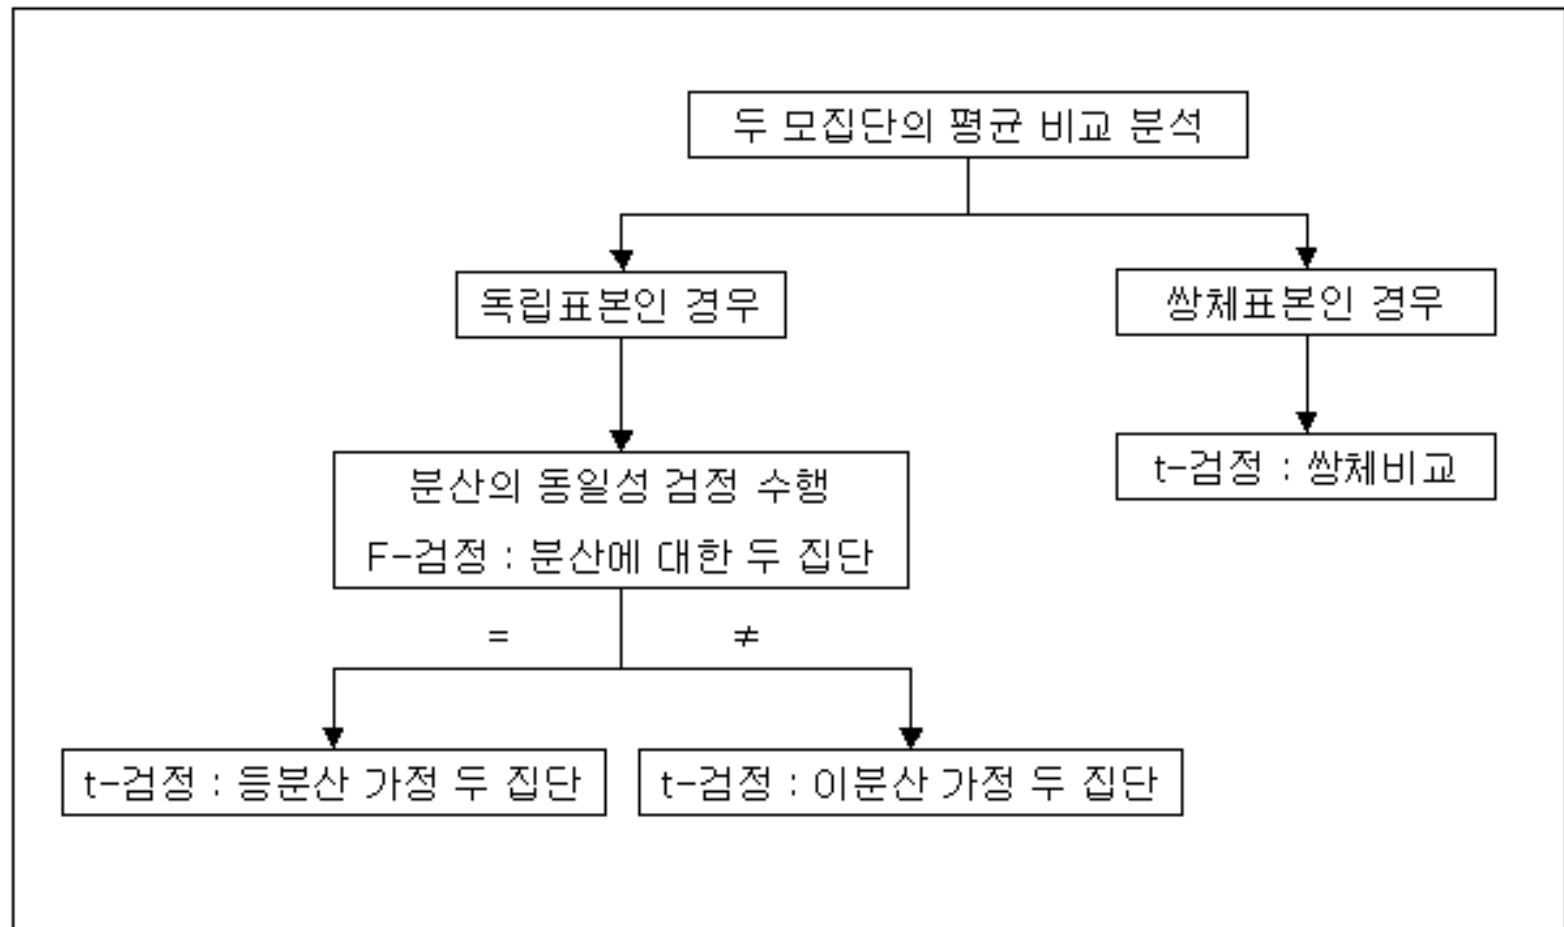 두 모집단의 평균 비교 분석
독립표본인 경우
쌍체표본인 경우
t-검정 : 쌍체비교
분산의 동일성 검정 수행
F-검정 : 분산에 대한 두 집단
= ≠
t-검정 : 등분산 가정 두 집단
t-검정 : 이분산 가정 두 집단